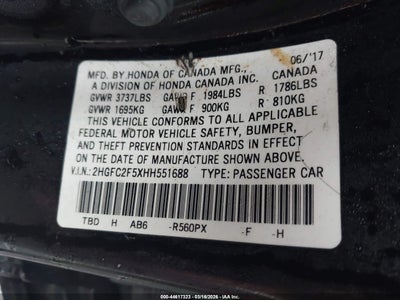 06/'17
MFD. BY HONDA OF CANADA MFG., CANADA
A DIVISION OF HONDA CANADA INC.
GVWR 3737LBS GAWR F 1984LBS R 1786LBS
GVWR 1695KG GAWR F 900KG R 810KG
THIS VEHICLE CONFORMS TO ALL APPLICABLE
FEDERAL MOTOR VEHICLE SAFETY, BUMPER,
AND THEFT PREVENTION STANDARDS IN EFFECT ON
THE DATE OF MANUFACTURE SHOWN ABOVE.
V.I.N.: 2HGFC2F5XHH551688 TYPE: PASSENGER CAR
TBD H AB6 -R560PX -F -H
000-44617323 - 03/18/2026 - IAAI.COM